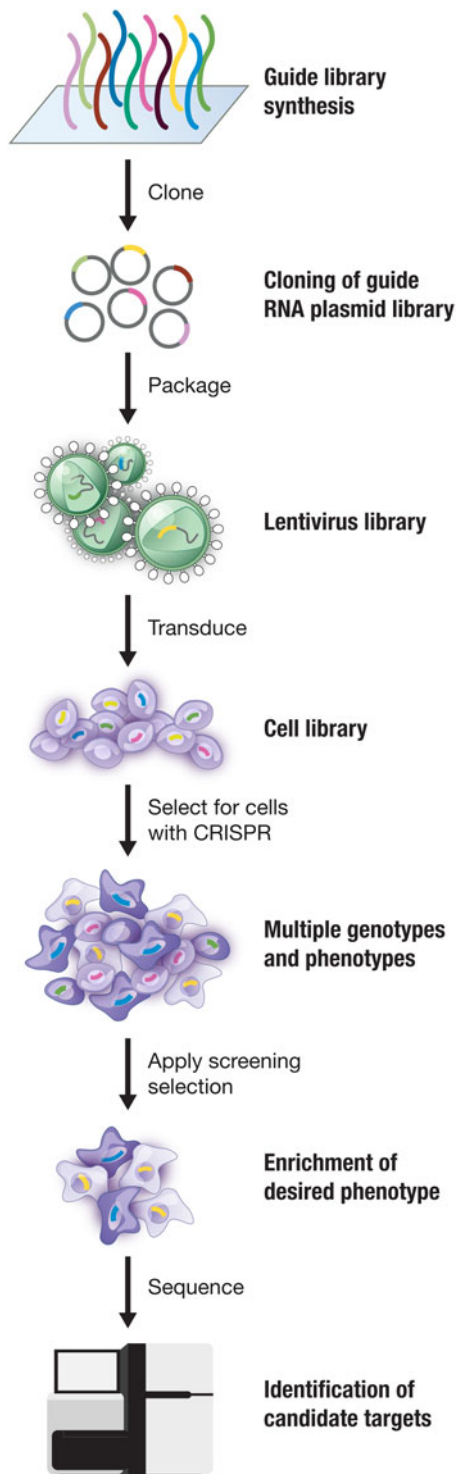 Guide library
synthesis
Clone
Cloning of guide
RNA plasmid library
Package
Lentivirus library
Transduce
Cell library
Select for cells
with CRISPR
Multiple genotypes
and phenotypes
Apply screening
selection
Enrichment of
desired phenotype
Sequence
Identification of
candidate targets